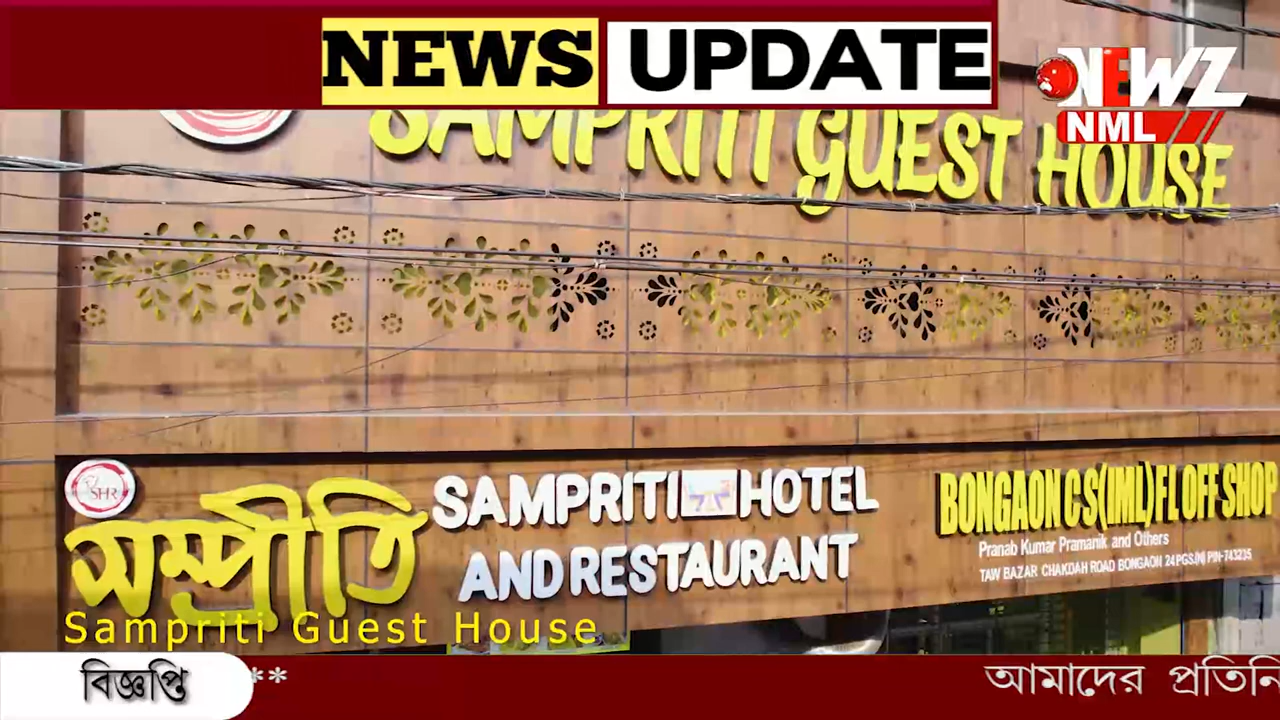 NEWS UPDATE
NEWZ
NML
SAMPRITI GUEST HOUSE
SHR
সম্প্রীতি
SAMPRITI HOTEL
AND RESTAURANT
BONGAON C S (IML) FL OFF SHOP
Pranab Kumar Pramanik and Others
TAW BAZAR CHAKDAH ROAD BONGAON 24 PGS.(N) PIN-743235
Sampriti Guest House
বিজ্ঞপ্তি
** আমাদের প্রতিনি